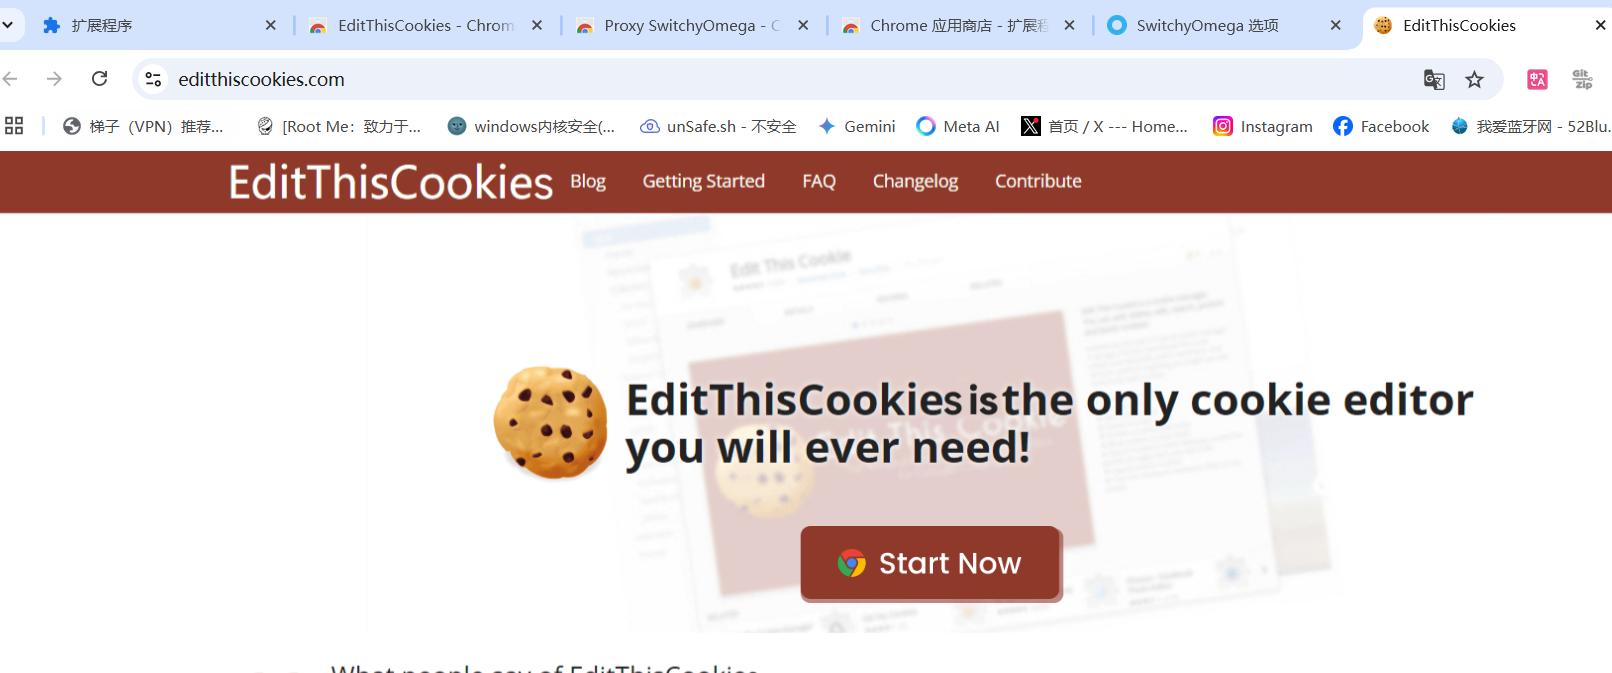 扩展程序
EditThisCookies - Chrom
Proxy SwitchyOmega - C
Chrome 应用商店 - 扩展程
SwitchyOmega 选项
EditThisCookies
editthiscookies.com
梯子（VPN）推荐...
[Root Me：致力于...
windows内核安全(...
unSafe.sh - 不安全
Gemini
Meta AI
首页 / X --- Home...
Instagram
Facebook
我爱蓝牙网 - 52Blu.
EditThisCookies
Blog
Getting Started
FAQ
Changelog
Contribute
Edit This Cookie
EditThisCookies is the only cookie editor
you will ever need!
Start Now
What people say of EditThisCookies